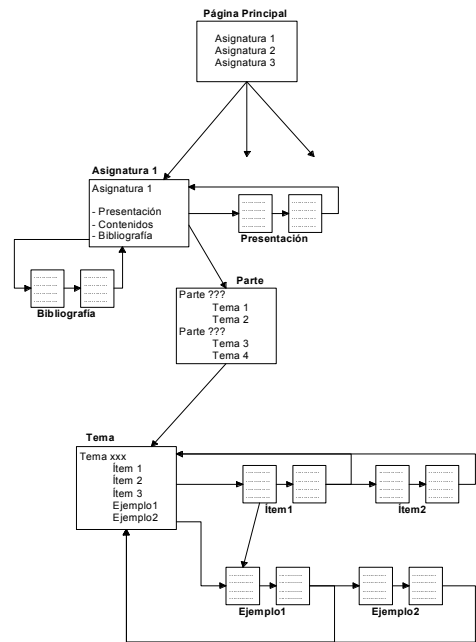 Página Principal
Asignatura 1
Asignatura 2
Asignatura 3
Asignatura 1
Asignatura 1
- Presentación
- Contenidos
- Bibliografía
Presentación
Bibliografía
Parte
Parte ???
Tema 1
Tema 2
Parte ???
Tema 3
Tema 4
Tema
Tema xxx
Ítem 1
Ítem 2
Ítem 3
Ejemplo1
Ejemplo2
Ítem1
Ítem2
Ejemplo1
Ejemplo2